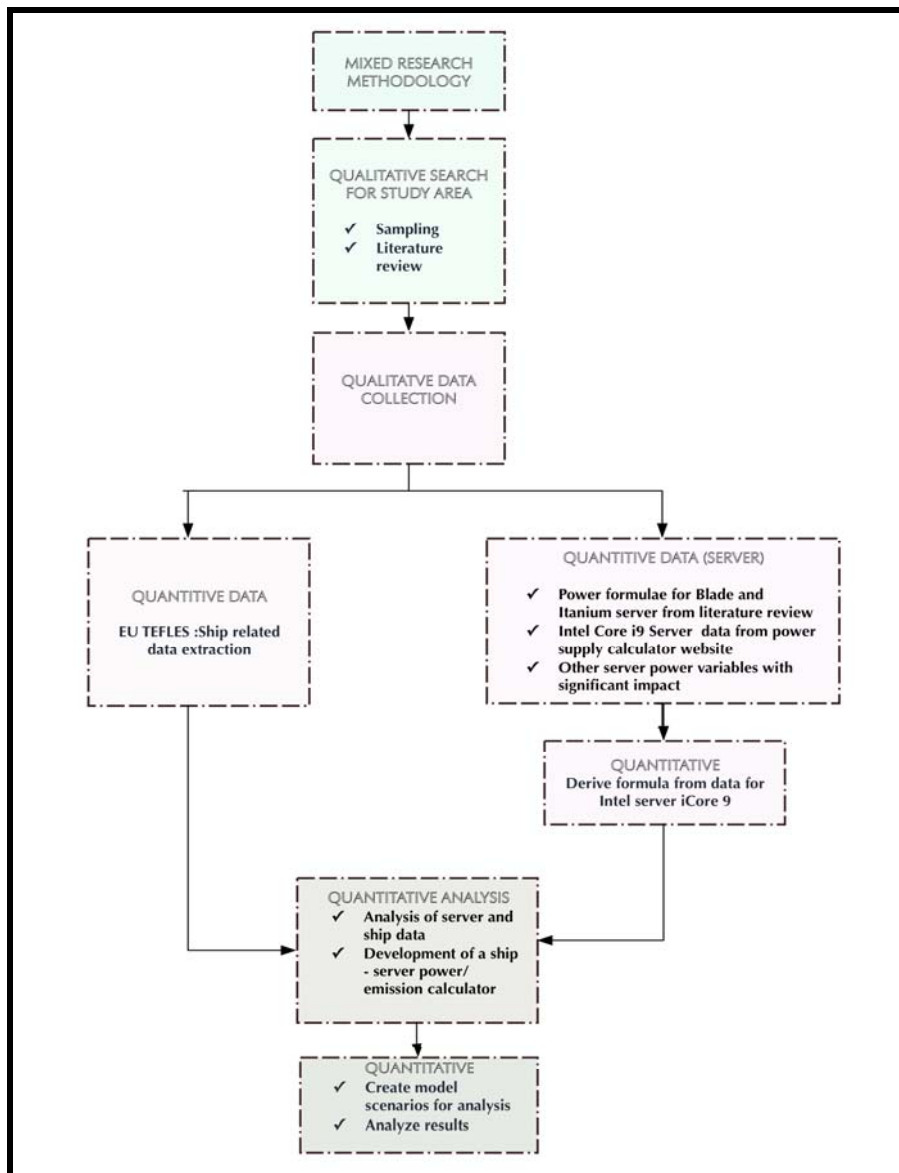 MIXED RESEARCH
METHODOLOGY
QUALITATIVE SEARCH
FOR STUDY AREA
✓ Sampling
✓ Literature
review
QUALITATVE DATA
COLLECTION
QUANTITIVE DATA
EU TEFLES :Ship related
data extraction
QUANTITIVE DATA (SERVER)
✓ Power formulae for Blade and
Itanium server from literature review
✓ Intel Core i9 Server data from power
supply calculator website
✓ Other server power variables with
significant impact
QUANTITATIVE
Derive formula from data for
Intel server iCore 9
QUANTITATIVE ANALYSIS
✓ Analysis of server and
ship data
✓ Development of a ship
- server power/
emission calculator
QUANTITATIVE
✓ Create model
scenarios for analysis
✓ Analyze results